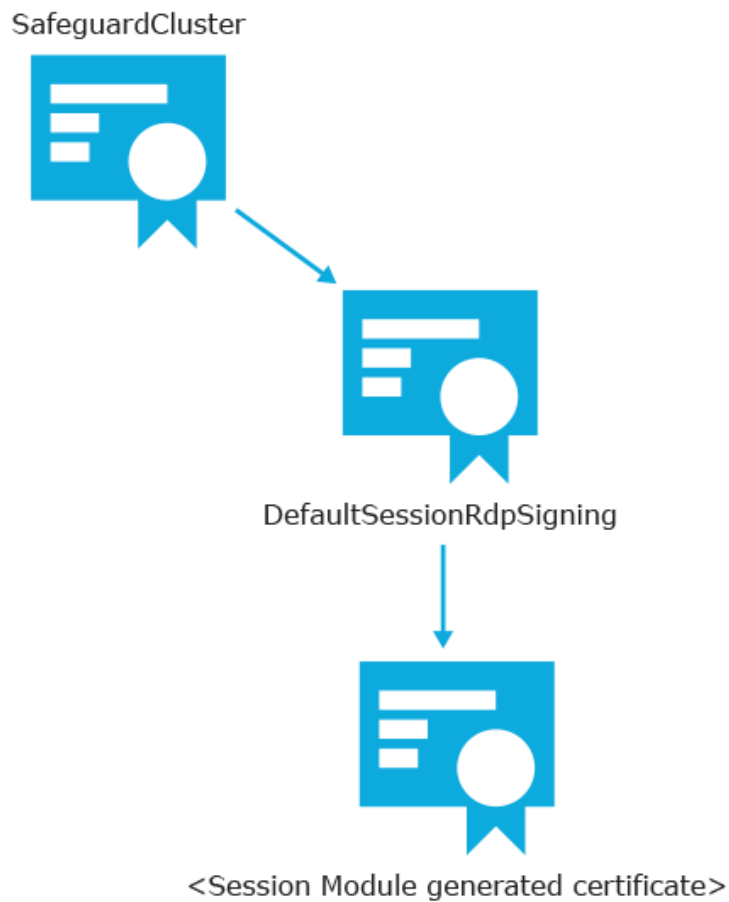 SafeguardCluster
DefaultSessionRdpSigning
<Session Module generated certificate>